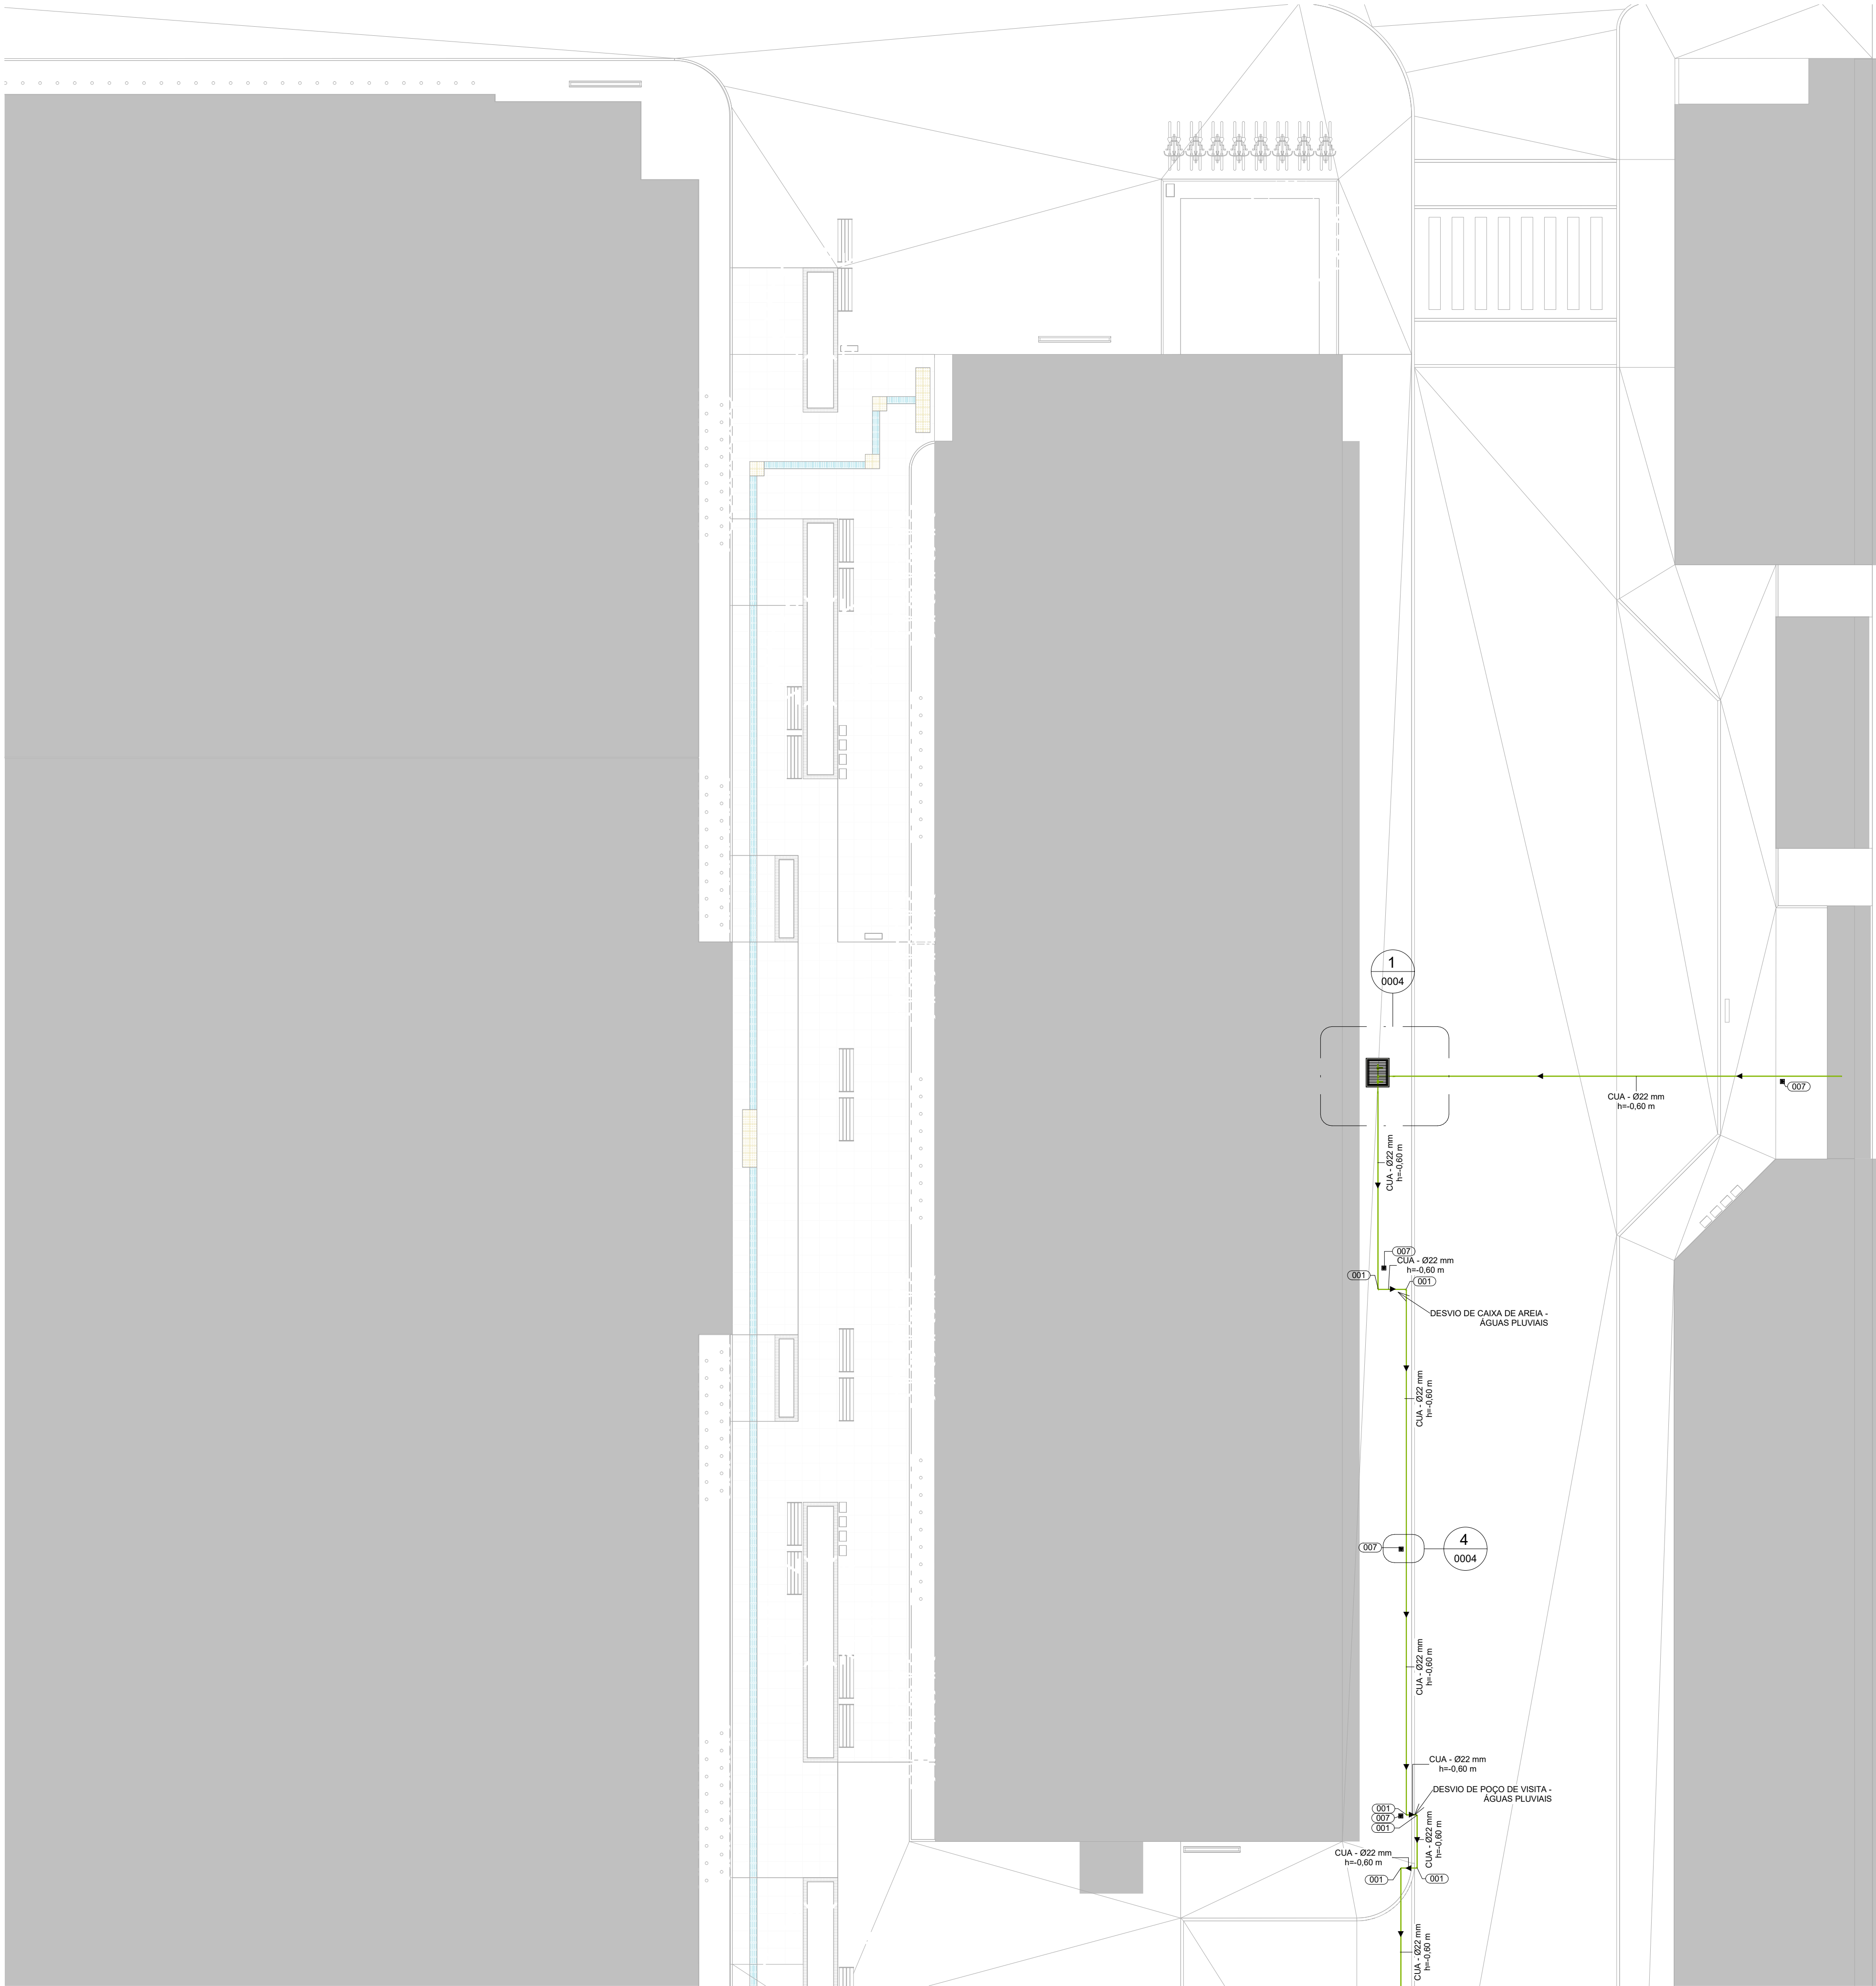 1
0004
007
CUA - Ø22 mm
h=-0,60 m
CUA - Ø22 mm
h=-0,60 m
007
CUA - Ø22 mm
h=-0,60 m
001
001
DESVIO DE CAIXA DE AREIA -
ÁGUAS PLUVIAIS
CUA - Ø22 mm
h=-0,60 m
007
4
0004
CUA - Ø22 mm
h=-0,60 m
CUA - Ø22 mm
h=-0,60 m
DESVIO DE POÇO DE VISITA -
ÁGUAS PLUVIAIS
001
007
001
CUA - Ø22 mm
h=-0,60 m
CUA - Ø22 mm
h=-0,60 m
001
001
CUA - Ø22 mm
h=-0,60 m